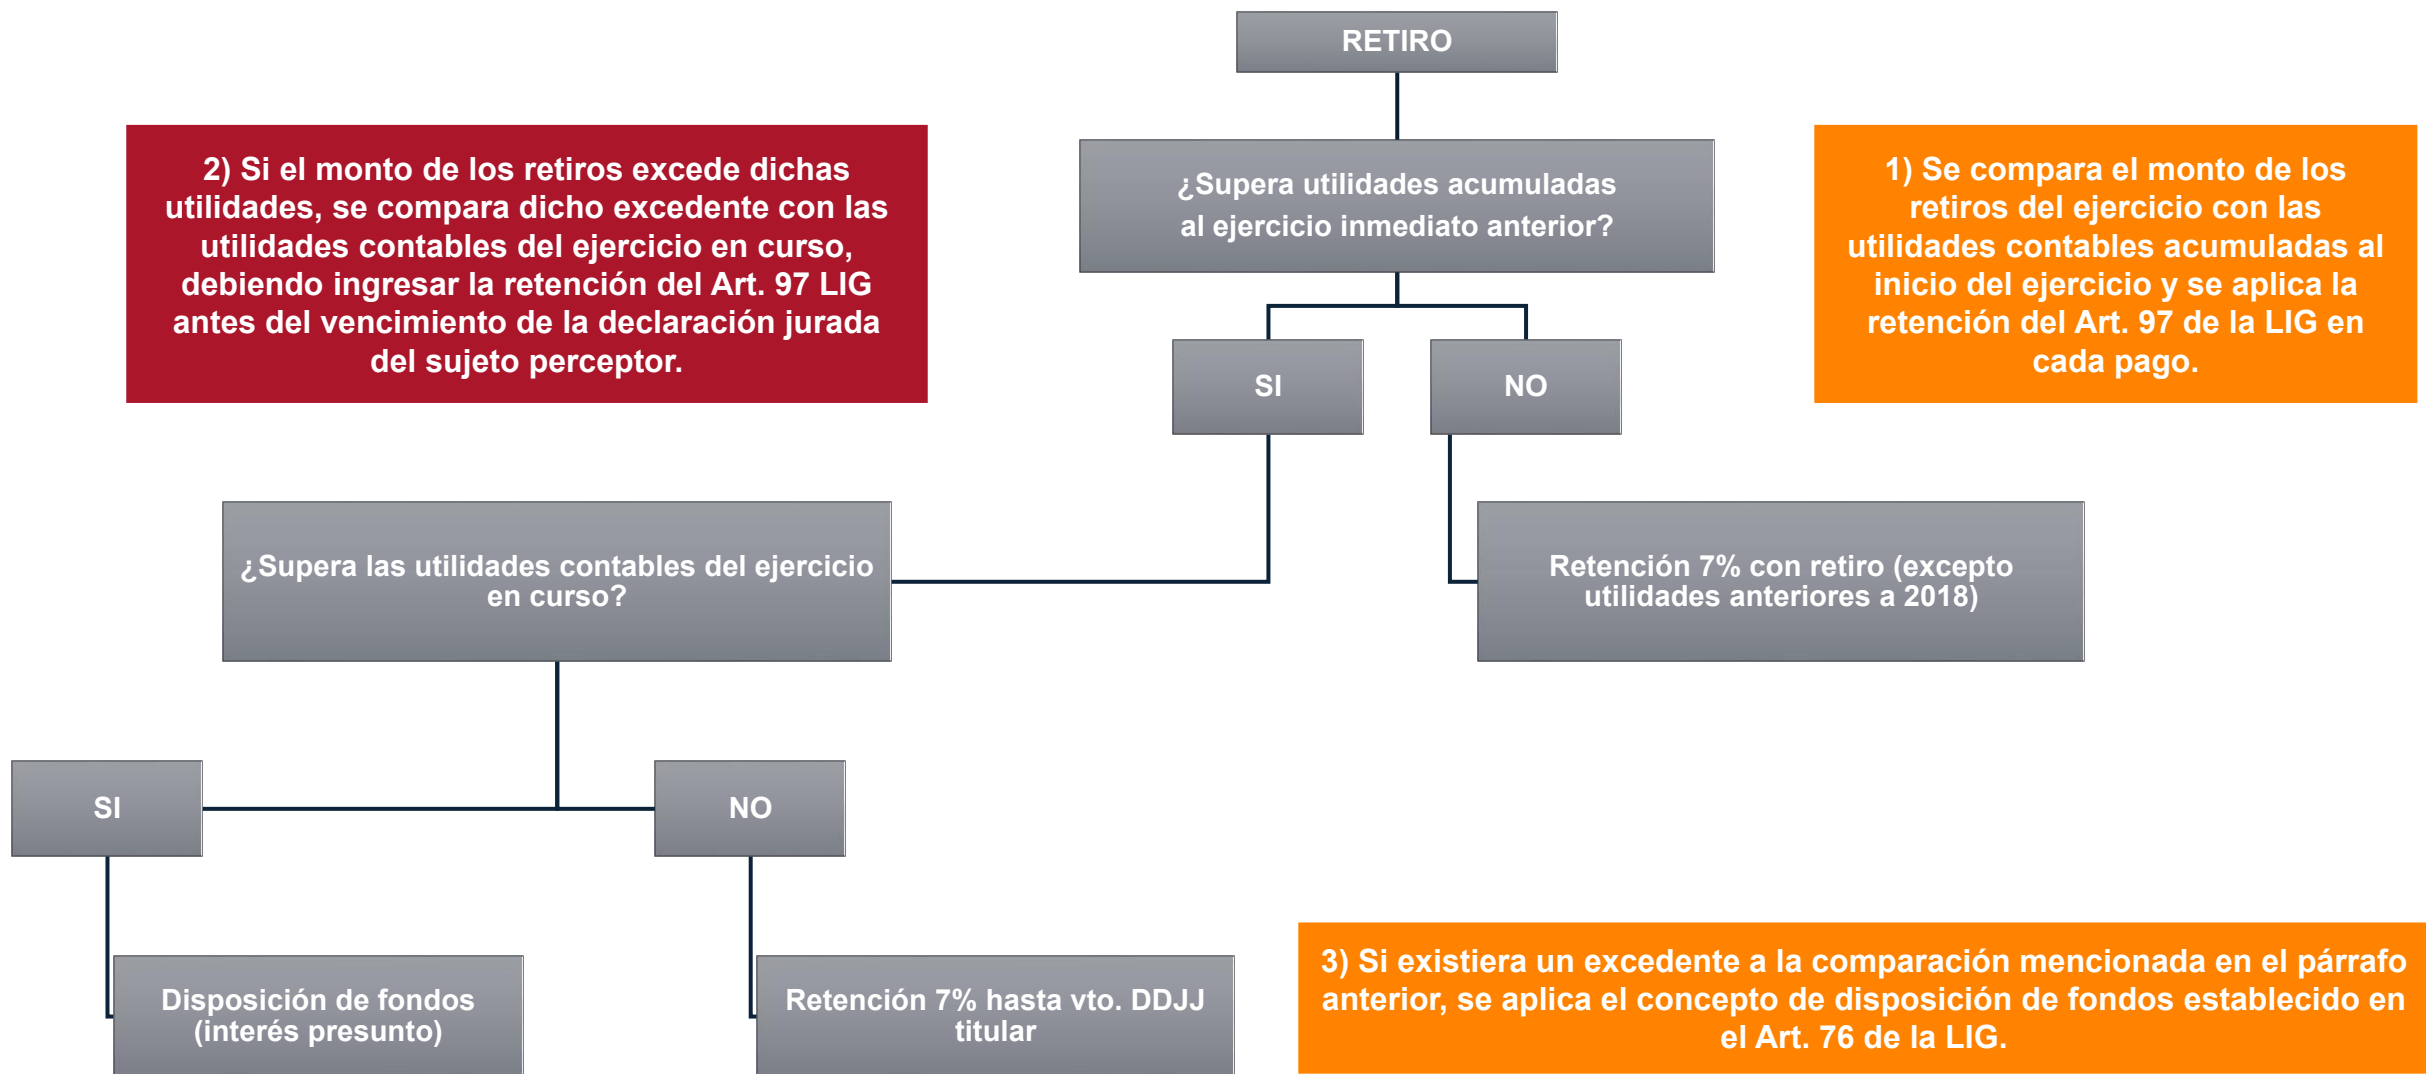 RETIRO
2) Si el monto de los retiros excede dichas
utilidades, se compara dicho excedente con las
utilidades contables del ejercicio en curso,
debiendo ingresar la retención del Art. 97 LIG
antes del vencimiento de la declaración jurada
del sujeto perceptor.
¿Supera utilidades acumuladas
al ejercicio inmediato anterior?
1) Se compara el monto de los
retiros del ejercicio con las
utilidades contables acumuladas al
inicio del ejercicio y se aplica la
retención del Art. 97 de la LIG en
cada pago.
SI
NO
¿Supera las utilidades contables del ejercicio
en curso?
Retención 7% con retiro (excepto
utilidades anteriores a 2018)
SI
NO
Disposición de fondos
(interés presunto)
Retención 7% hasta vto. DDJJ
titular
3) Si existiera un excedente a la comparación mencionada en el párrafo
anterior, se aplica el concepto de disposición de fondos establecido en
el Art. 76 de la LIG.